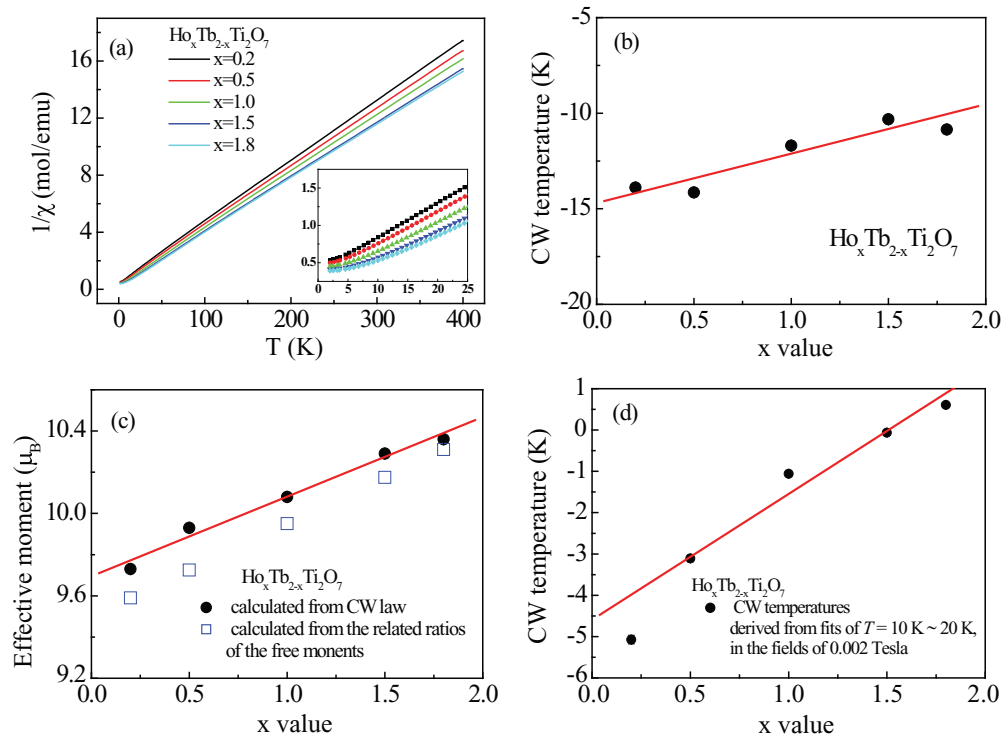 (a)
HoₓTb₂₋ₓTi₂O₇
x=0.2
x=0.5
x=1.0
x=1.5
x=1.8
16
12
8
4
0
1/χ (mol/emu)
0
100
200
300
400
T (K)
1.5
1.0
0.5
0
5
10
15
20
25
(b)
-5
-10
-15
-20
CW temperature (K)
HoₓTb₂₋ₓTi₂O₇
0.0
0.5
1.0
1.5
2.0
x value
(c)
10.4
10.0
9.6
9.2
Effective moment (μB)
HoₓTb₂₋ₓTi₂O₇
calculated from CW law
calculated from the related ratios
of the free monents
0.0
0.5
1.0
1.5
2.0
x value
(d)
1
0
-1
-2
-3
-4
-5
-6
CW temperature (K)
HoₓTb₂₋ₓTi₂O₇
CW temperatures
derived from fits of T = 10 K ~ 20 K,
in the fields of 0.002 Tesla
0.0
0.5
1.0
1.5
2.0
x value